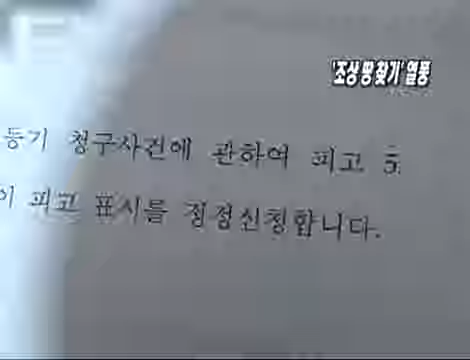 '조상 땅 찾기' 열풍
등기 청구사건에 관하여 피고 5
이 피고 표시를 정정신청합니다.